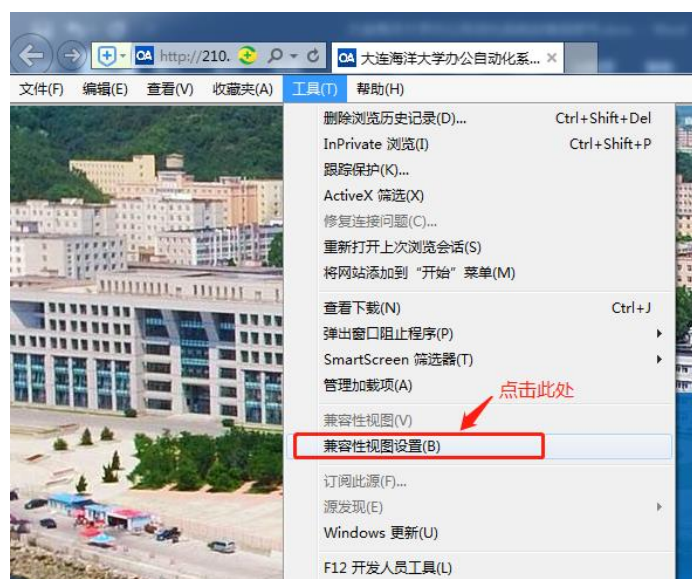 OA http://210.
OA 大连海洋大学办公自动化系...
文件(F) 编辑(E) 查看(V) 收藏夹(A) 工具(T) 帮助(H)
删除浏览历史记录(D)... Ctrl+Shift+Del
InPrivate 浏览(I) Ctrl+Shift+P
跟踪保护(K)...
ActiveX 筛选(X)
修复连接问题(C)...
重新打开上次浏览会话(S)
将网站添加到“开始”菜单(M)
查看下载(N) Ctrl+J
弹出窗口阻止程序(P)
SmartScreen 筛选器(T)
管理加载项(A)
点击此处
兼容性视图(V)
兼容性视图设置(B)
订阅此源(F)...
源发现(E)
Windows 更新(U)
F12 开发人员工具(L)